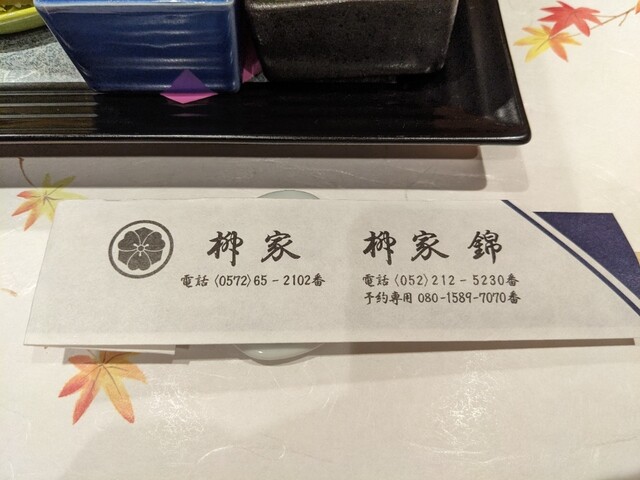 柳家
電話〈0572〉65-2102番
柳家 錦
電話〈052〉212-5230番
予約専用 080-1589-7070番